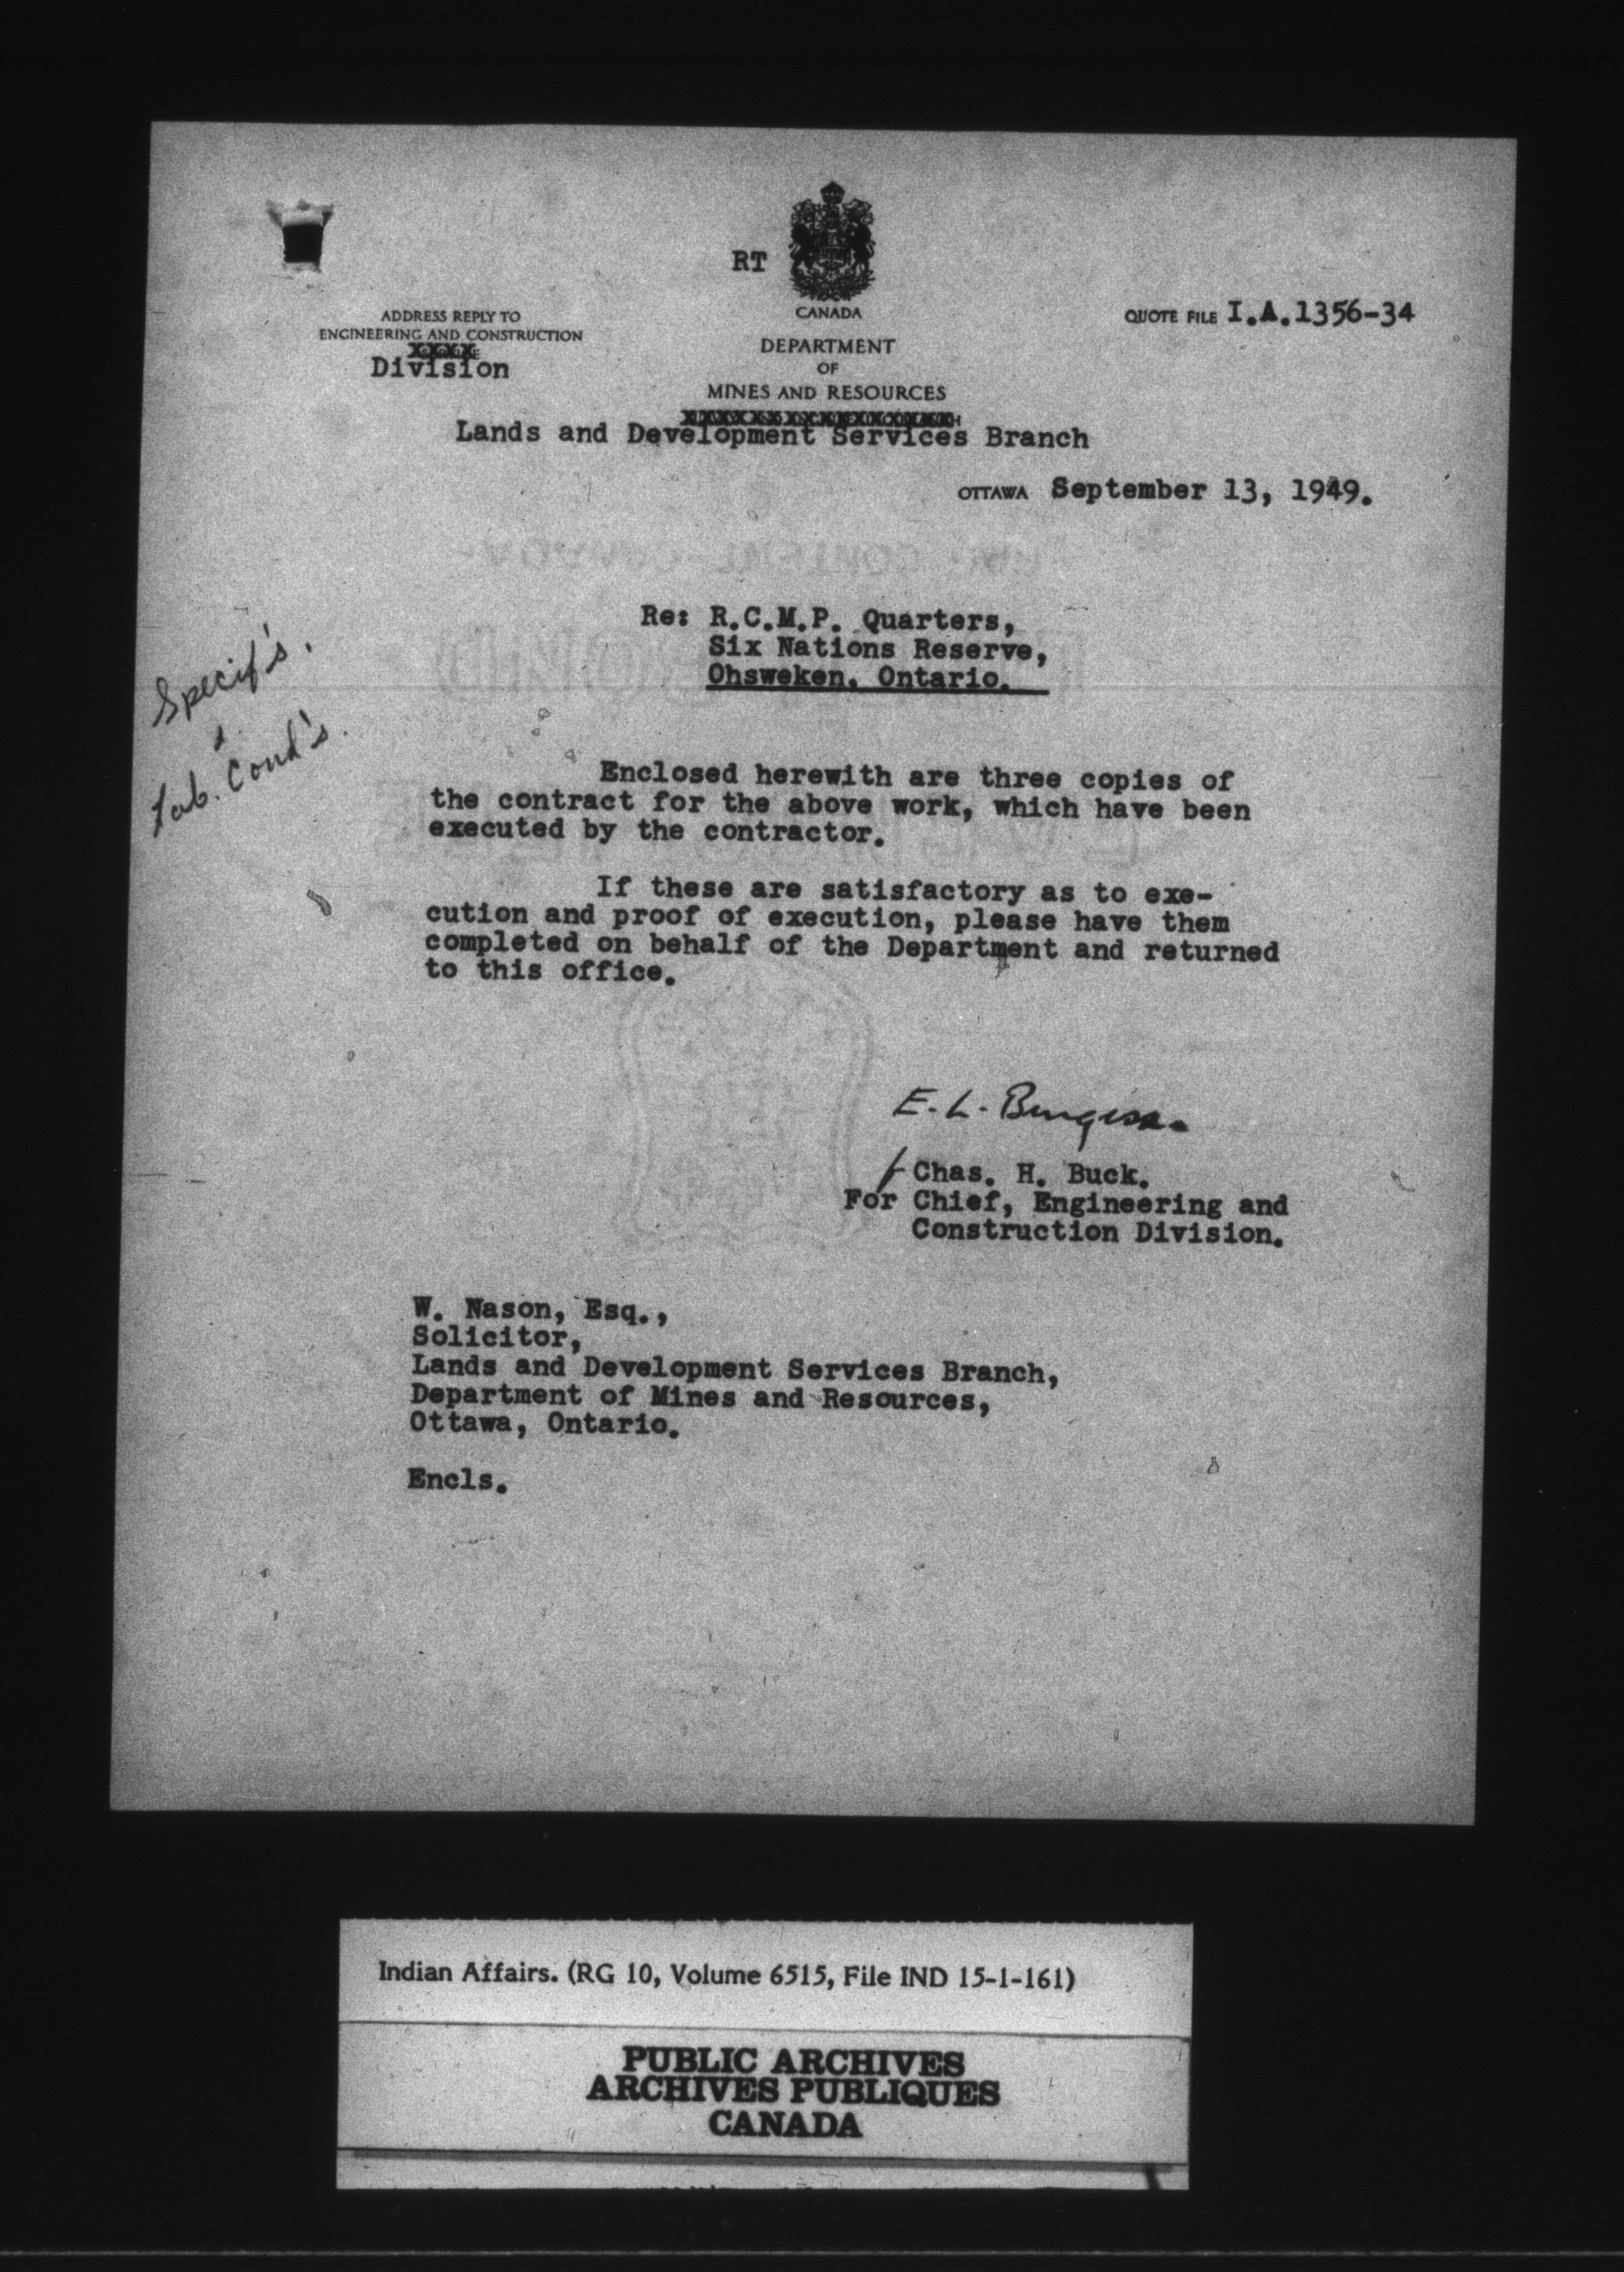 RT
CANADA
ADDRESS REPLY TO
ENGINEERING AND CONSTRUCTION
XXXX
Division
QUOTE FILE I.A.1356-34
DEPARTMENT
OF
MINES AND RESOURCES
Lands and Development Services Branch
OTTAWA September 13, 1949.
Re: R.C.M.P. Quarters,
Six Nations Reserve,
Ohsweken, Ontario.
Specif's.
&
Lab. Cond's.
Enclosed herewith are three copies of
the contract for the above work, which have been
executed by the contractor.
If these are satisfactory as to exe-
cution and proof of execution, please have them
completed on behalf of the Department and returned
to this office.
E. L. Burgess.
Chas. H. Buck.
For Chief, Engineering and
Construction Division.
W. Nason, Esq.,
Solicitor,
Lands and Development Services Branch,
Department of Mines and Resources,
Ottawa, Ontario.
Encls.
Indian Affairs. (RG 10, Volume 6515, File IND 15-1-161)
PUBLIC ARCHIVES
ARCHIVES PUBLIQUES
CANADA